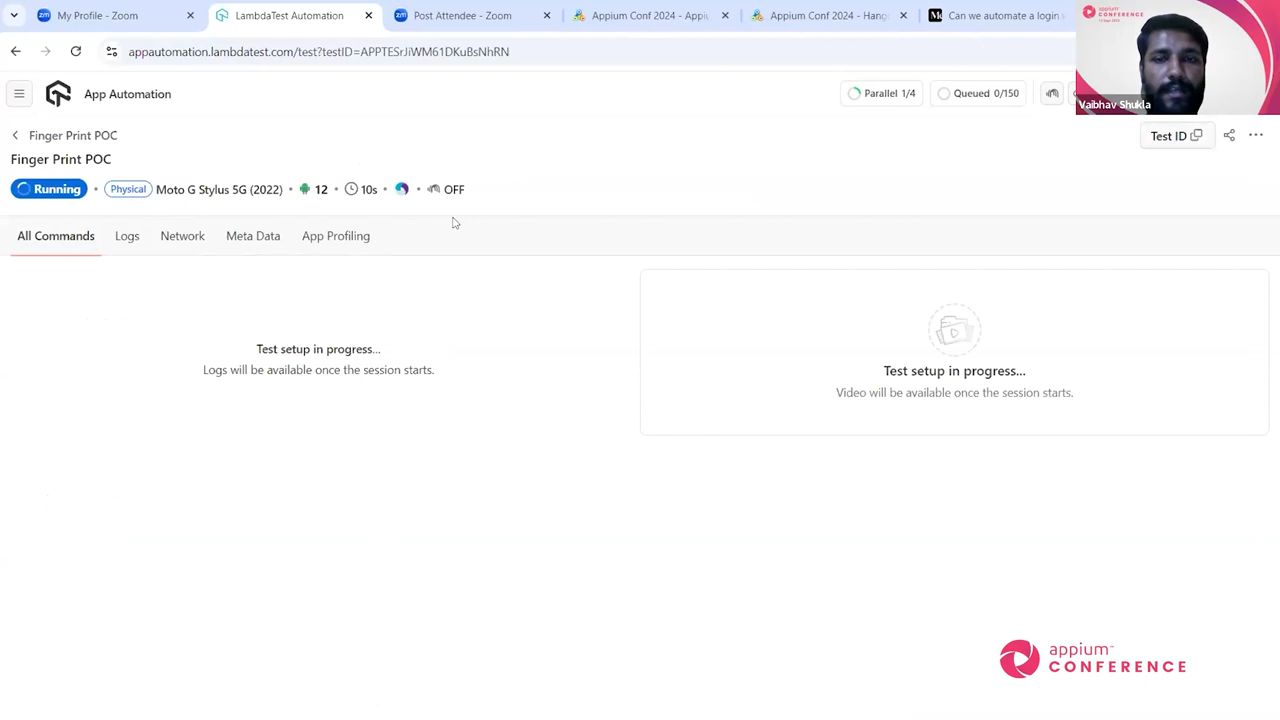 My Profile - Zoom
LambdaTest Automation
Post Attendee - Zoom
Appium Conf 2024 - Appi
Appium Conf 2024 - Hang
Can we automate a login
appautomation.lambdatest.com/test?testID=APPTESrJiWM61DKuBsNhRN
App Automation
Parallel 1/4
Queued 0/150
appium
CONFERENCE
Vaibhav Shukla
Finger Print POC
Test ID
Finger Print POC
Running • Physical Moto G Stylus 5G (2022) • 12 • 10s • • OFF
All Commands
Logs
Network
Meta Data
App Profiling
Test setup in progress...
Logs will be available once the session starts.
Test setup in progress...
Video will be available once the session starts.
appium
CONFERENCE